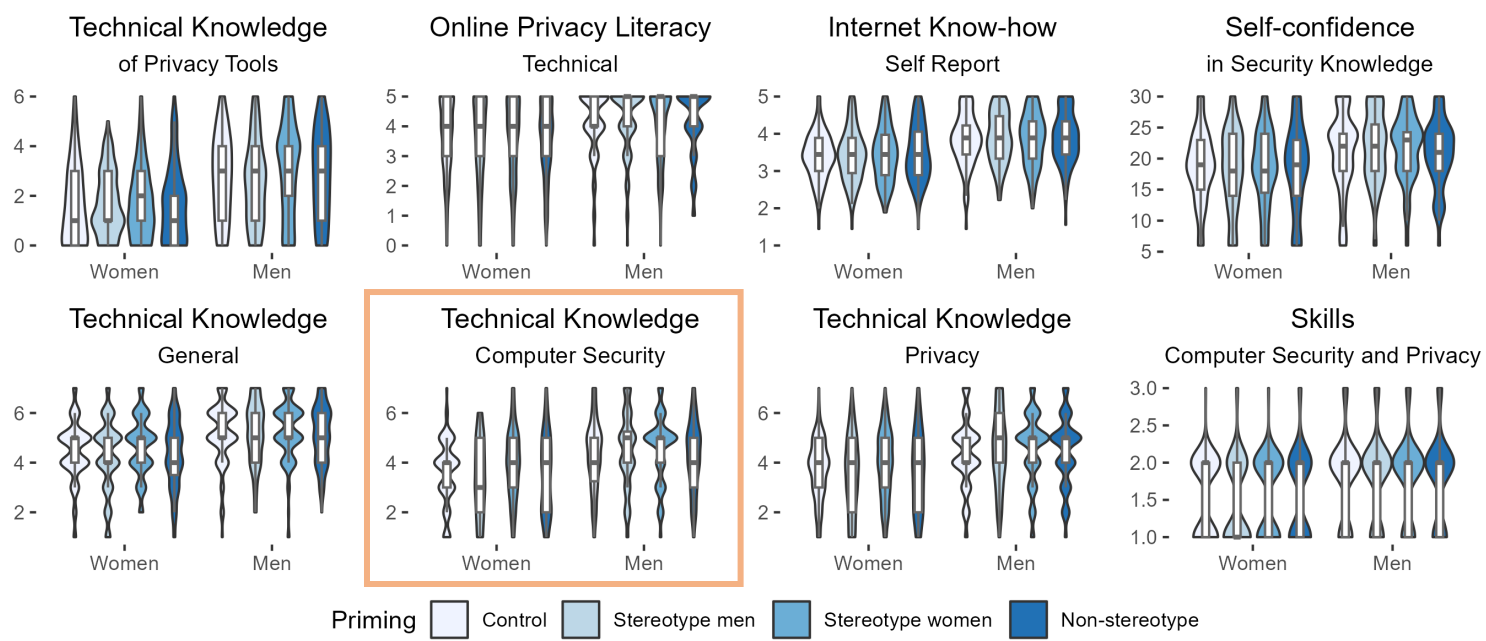 Technical Knowledge
of Privacy Tools
6
4
2
0
Women Men
Online Privacy Literacy
Technical
5
4
3
2
1
0
Women Men
Internet Know-how
Self Report
5
4
3
2
1
Women Men
Self-confidence
in Security Knowledge
30
25
20
15
10
5
Women Men
Technical Knowledge
General
6
4
2
Women Men
Technical Knowledge
Computer Security
6
4
2
Women Men
Technical Knowledge
Privacy
6
4
2
Women Men
Skills
Computer Security and Privacy
3.0
2.5
2.0
1.5
1.0
Women Men
Priming Control Stereotype men Stereotype women Non-stereotype